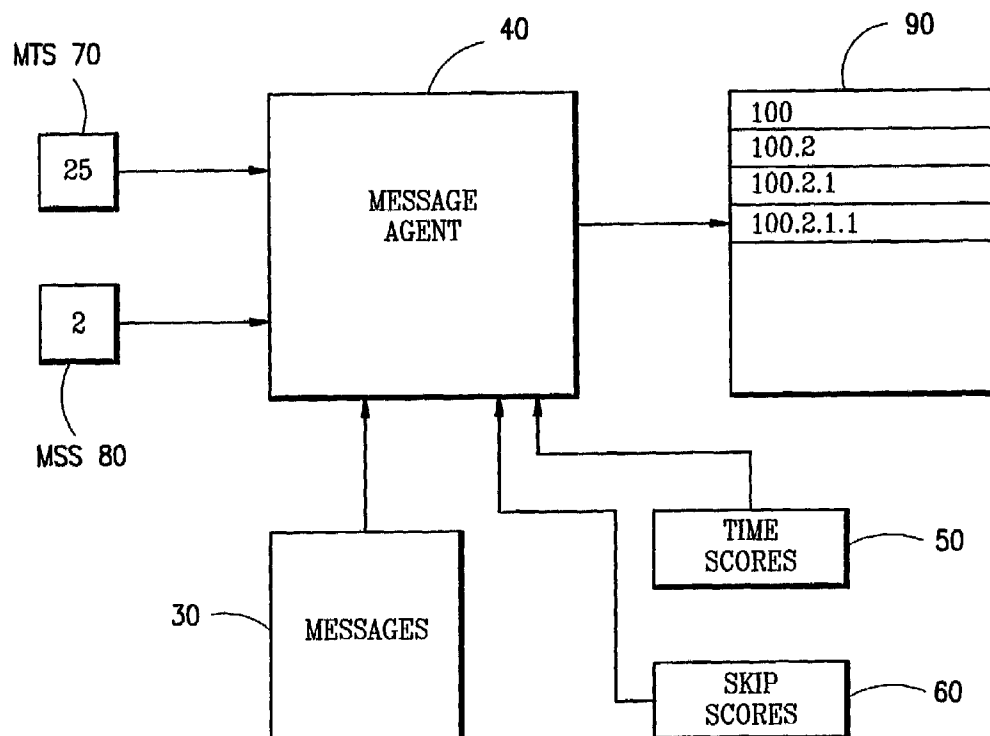 40
90
MTS 70
25
MESSAGE
AGENT
100
100.2
100.2.1
100.2.1.1
2
MSS 80
TIME
SCORES
50
30
MESSAGES
SKIP
SCORES
60